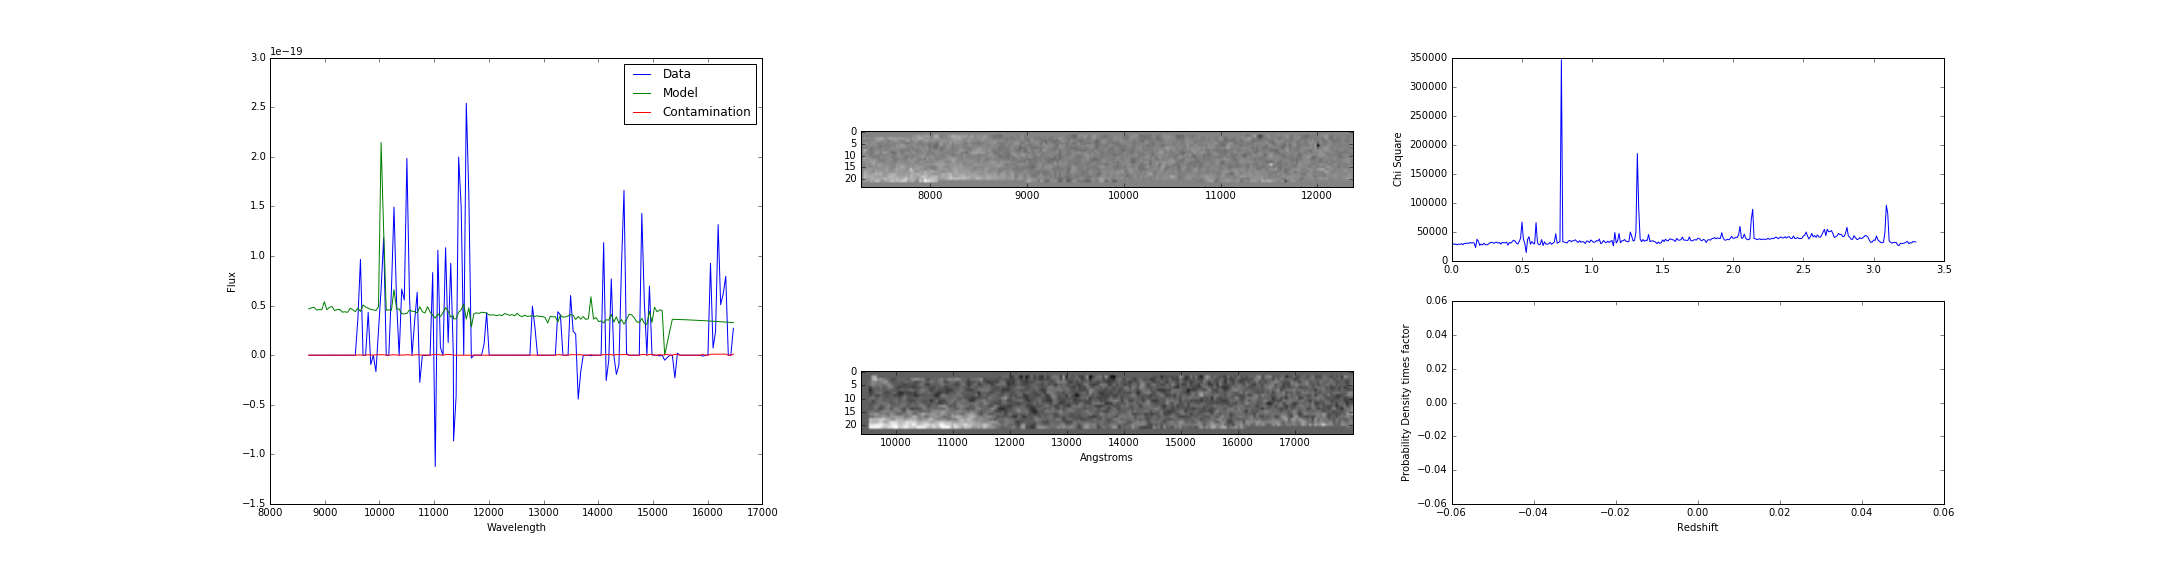 1e−19
3.0
2.5
2.0
1.5
1.0
0.5
0.0
−0.5
−1.0
−1.5
Flux
8000 9000 10000 11000 12000 13000 14000 15000 16000 17000
Wavelength
Data
Model
Contamination
0
5
10
15
20
8000 9000 10000 11000 12000
0
5
10
15
20
10000 11000 12000 13000 14000 15000 16000 17000
Angstroms
350000
300000
250000
200000
150000
100000
50000
0
Chi Square
0.0 0.5 1.0 1.5 2.0 2.5 3.0 3.5
0.06
0.04
0.02
0.00
−0.02
−0.04
−0.06
Probability Density times factor
−0.06 −0.04 −0.02 0.00 0.02 0.04 0.06
Redshift